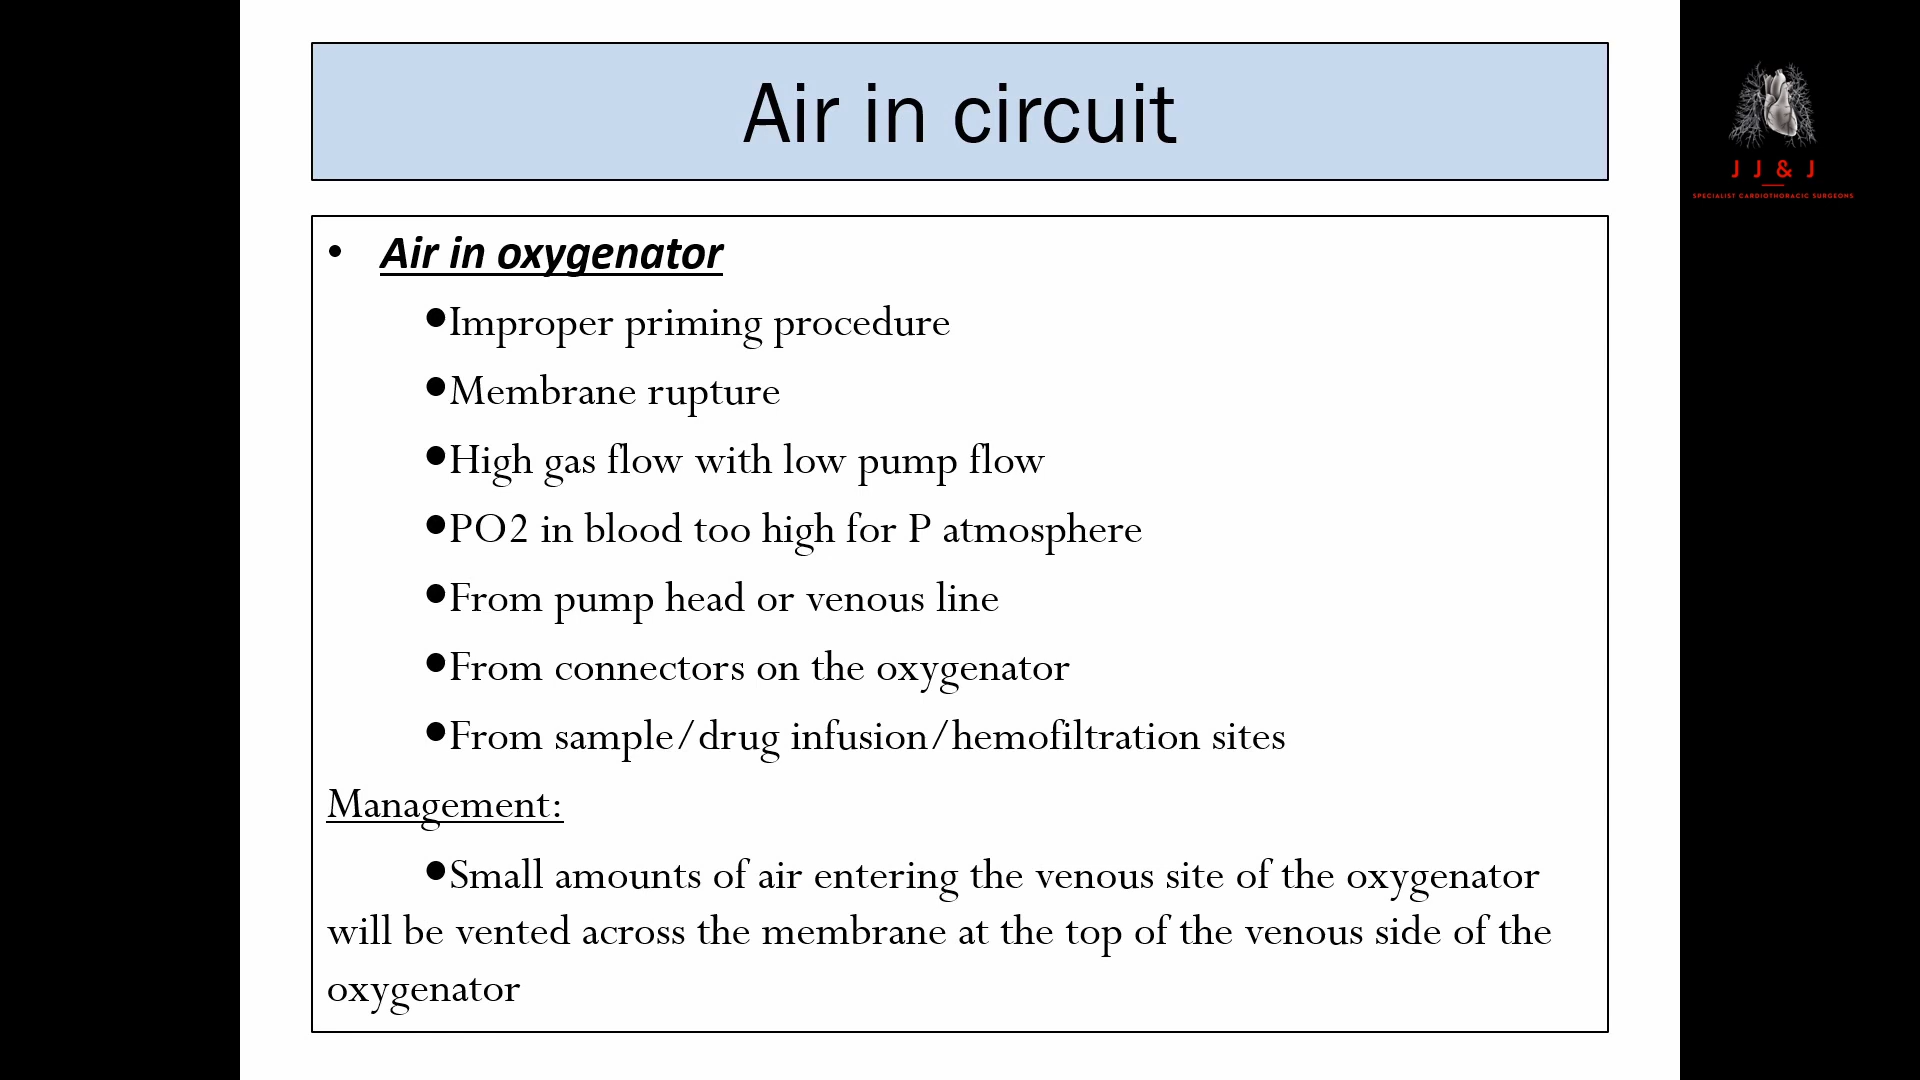 Air in circuit
J J & J
SPECIALIST CARDIOTHORACIC SURGEONS
• Air in oxygenator
●Improper priming procedure
●Membrane rupture
●High gas flow with low pump flow
●PO2 in blood too high for P atmosphere
●From pump head or venous line
●From connectors on the oxygenator
●From sample/drug infusion/hemofiltration sites
Management:
●Small amounts of air entering the venous site of the oxygenator
will be vented across the membrane at the top of the venous side of the
oxygenator